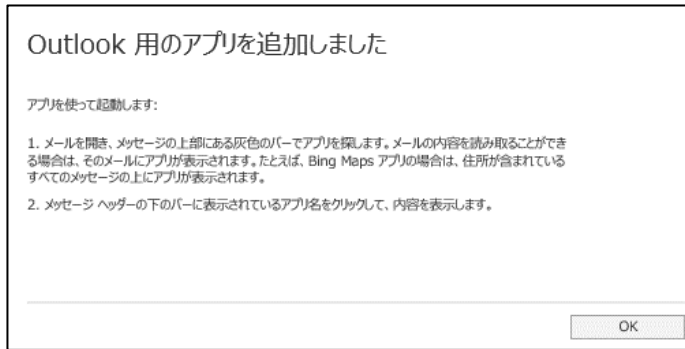 Outlook 用のアプリを追加しました
アプリを使って起動します:
1. メールを開き、メッセージの上部にある灰色のバーでアプリを探します。メールの内容を読み取ることができ
る場合は、そのメールにアプリが表示されます。たとえば、Bing Maps アプリの場合は、住所が含まれている
すべてのメッセージの上にアプリが表示されます。
2. メッセージ ヘッダーの下のバーに表示されているアプリ名をクリックして、内容を表示します。
OK